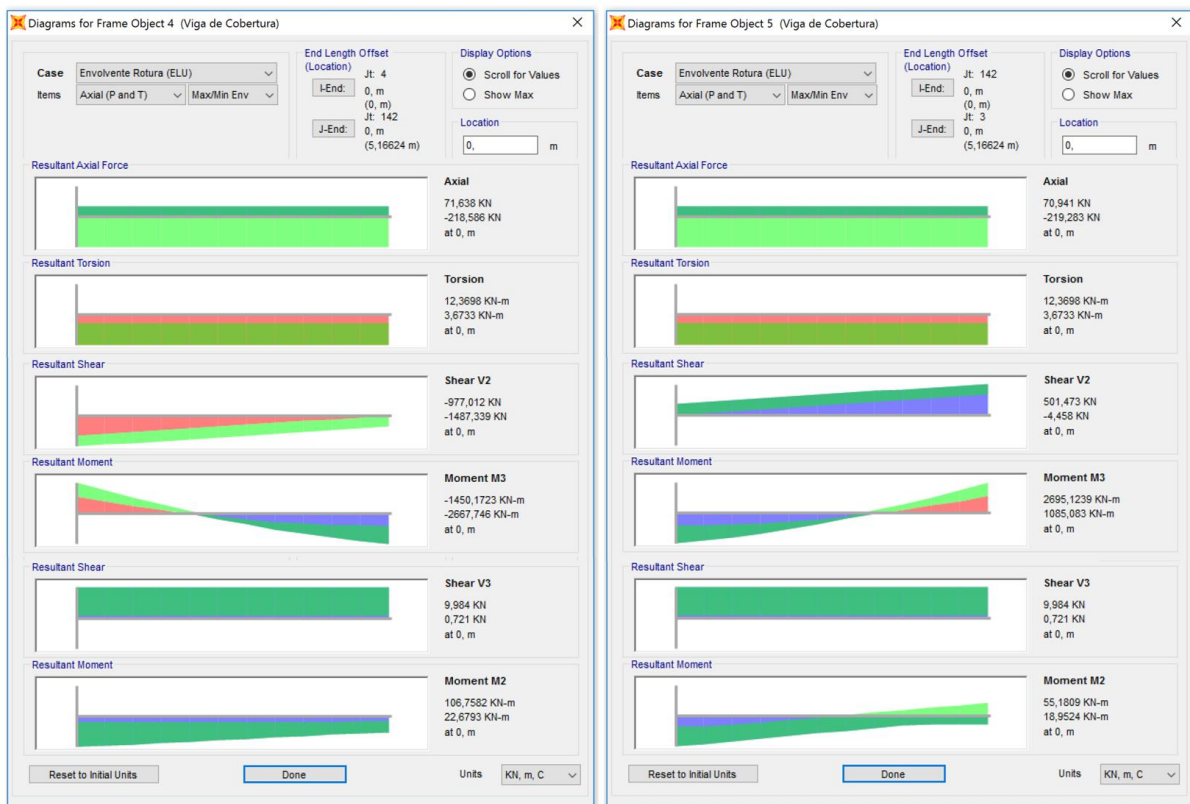 Diagrams for Frame Object 4 (Viga de Cobertura)
Case Envolvente Rotura (ELU)
Items Axial (P and T) Max/Min Env
End Length Offset
(Location)
Jt: 4
I-End: 0, m
(0, m)
Jt: 142
J-End: 0, m
(5,16624 m)
Display Options
Scroll for Values
Show Max
Location
0, m
Resultant Axial Force
Axial
71,638 KN
-218,586 KN
at 0, m
Resultant Torsion
Torsion
12,3698 KN-m
3,6733 KN-m
at 0, m
Resultant Shear
Shear V2
-977,012 KN
-1487,339 KN
at 0, m
Resultant Moment
Moment M3
-1450,1723 KN-m
-2667,746 KN-m
at 0, m
Resultant Shear
Shear V3
9,984 KN
0,721 KN
at 0, m
Resultant Moment
Moment M2
106,7582 KN-m
22,6793 KN-m
at 0, m
Reset to Initial Units Done Units KN, m, C
Diagrams for Frame Object 5 (Viga de Cobertura)
Case Envolvente Rotura (ELU)
Items Axial (P and T) Max/Min Env
End Length Offset
(Location)
Jt: 142
I-End: 0, m
(0, m)
Jt: 3
J-End: 0, m
(5,16624 m)
Display Options
Scroll for Values
Show Max
Location
0, m
Resultant Axial Force
Axial
70,941 KN
-219,283 KN
at 0, m
Resultant Torsion
Torsion
12,3698 KN-m
3,6733 KN-m
at 0, m
Resultant Shear
Shear V2
501,473 KN
-4,458 KN
at 0, m
Resultant Moment
Moment M3
2695,1239 KN-m
1085,083 KN-m
at 0, m
Resultant Shear
Shear V3
9,984 KN
0,721 KN
at 0, m
Resultant Moment
Moment M2
55,1809 KN-m
18,9524 KN-m
at 0, m
Reset to Initial Units Done Units KN, m, C